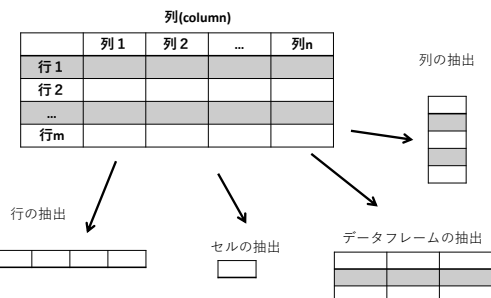 列(column)
列1 列2 ... 列n
行1
行2
...
行m
列の抽出
行の抽出
セルの抽出
データフレームの抽出